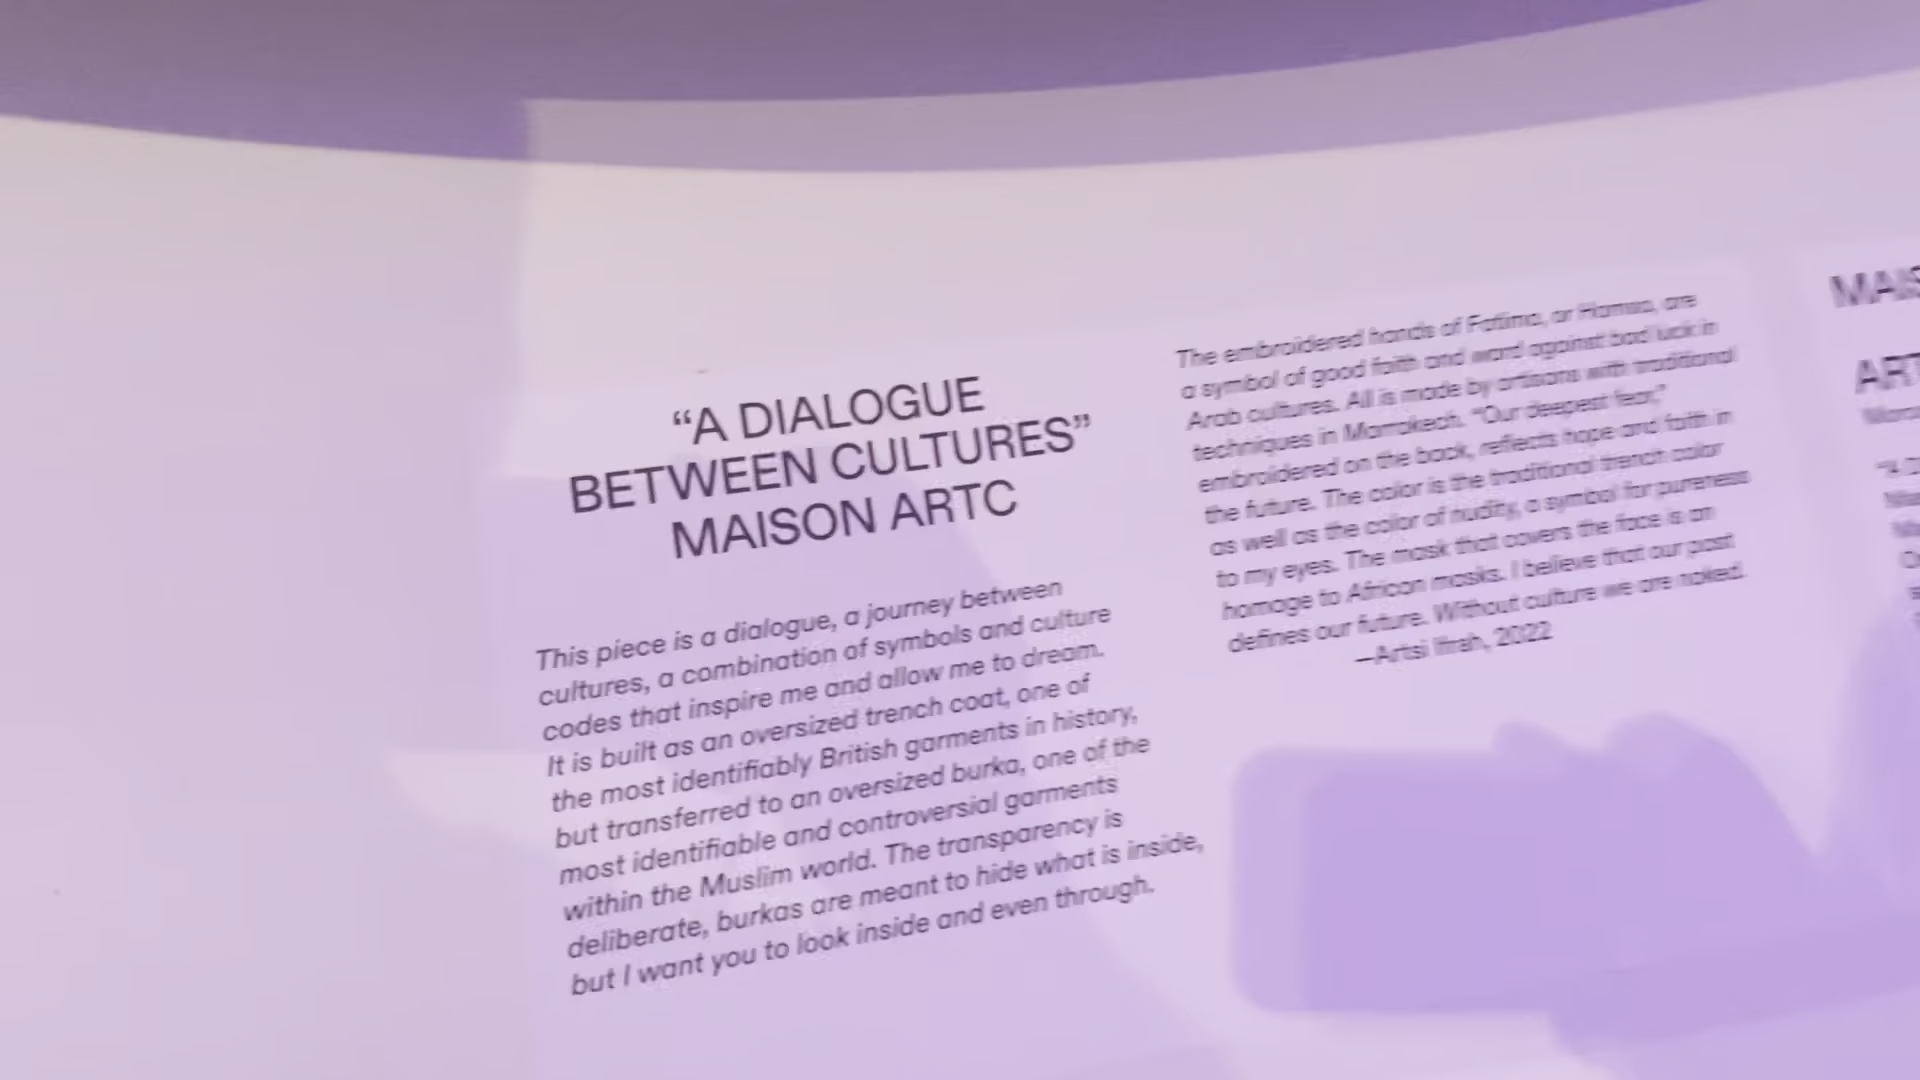 “A DIALOGUE
BETWEEN CULTURES”
MAISON ARTC
This piece is a dialogue, a journey between
cultures, a combination of symbols and culture
codes that inspire me and allow me to dream.
It is built as an oversized trench coat, one of
the most identifiably British garments in history,
but transferred to an oversized burka, one of the
most identifiable and controversial garments
within the Muslim world. The transparency is
deliberate, burkas are meant to hide what is inside,
but I want you to look inside and even through.
The embroidered hands of Fatima, or Hamsa, are
a symbol of good faith and ward against bad luck in
Arab cultures. All is made by artisans with traditional
techniques in Marrakech. “Our deepest fear,”
embroidered on the back, reflects hope and faith in
the future. The color is the traditional trench color
as well as the color of nudity, a symbol for pureness
to my eyes. The mask that covers the face is an
homage to African masks. I believe that our past
defines our future. Without culture we are naked.
—Artsi Ifrah, 2022